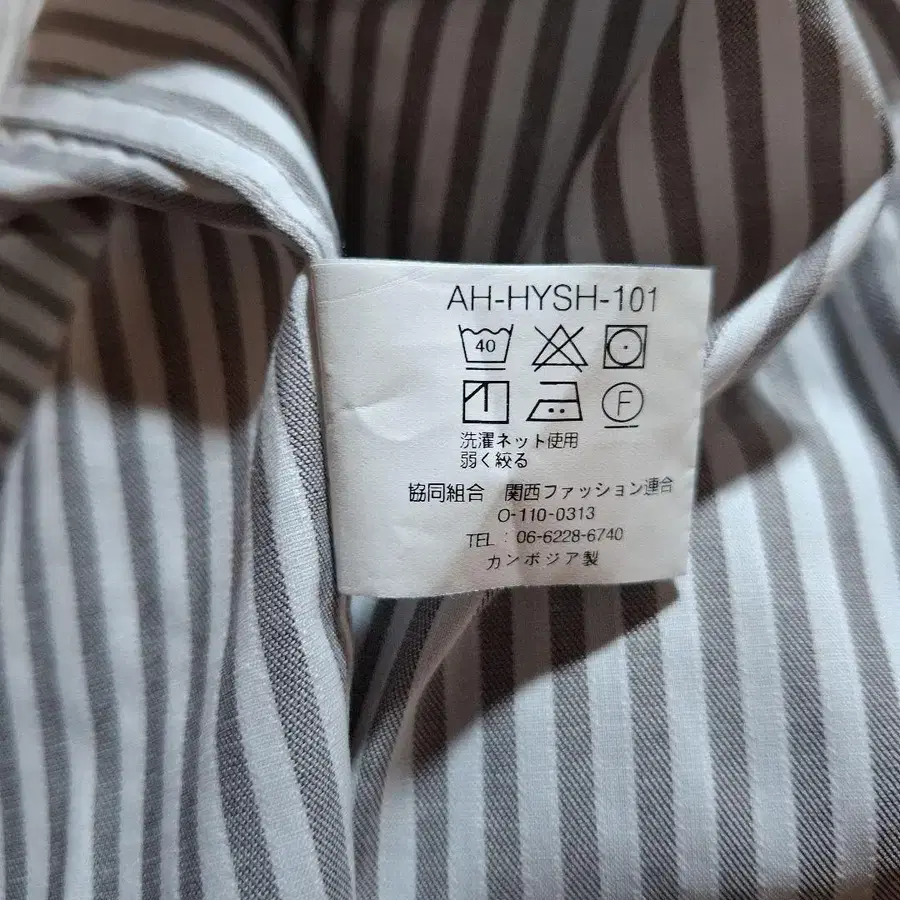 AH-HYSH-101
40
F
洗濯ネット使用
弱く絞る
協同組合 関西ファッション連合
O-110-0313
TEL : 06-6228-6740
カンボジア製